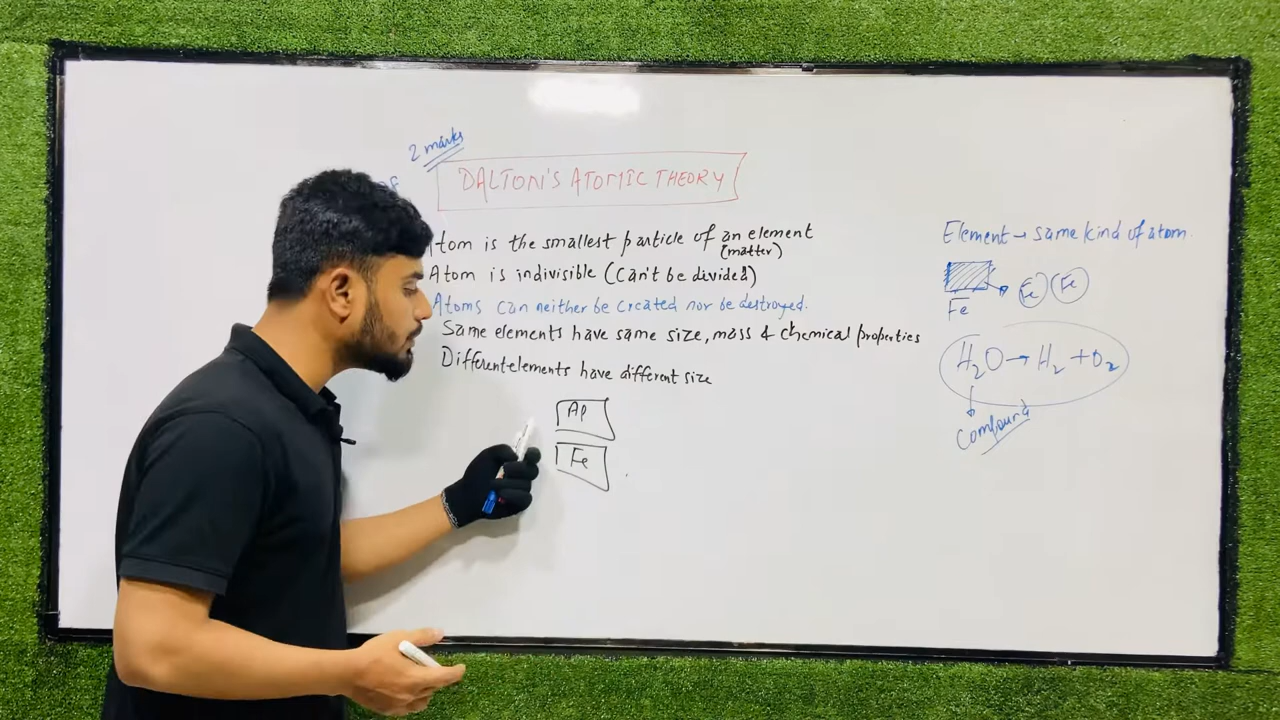 2 marks
DALTON'S ATOMIC THEORY
Atom is the smallest particle of an element
(matter)
Atom is indivisible (can't be divided)
Atoms can neither be created nor be destroyed.
Same elements have same size, mass & chemical properties
Different elements have different size
Al
Fe
Element → same kind of atom.
Fe Fe
Fe
H₂O → H₂ + O₂
compound